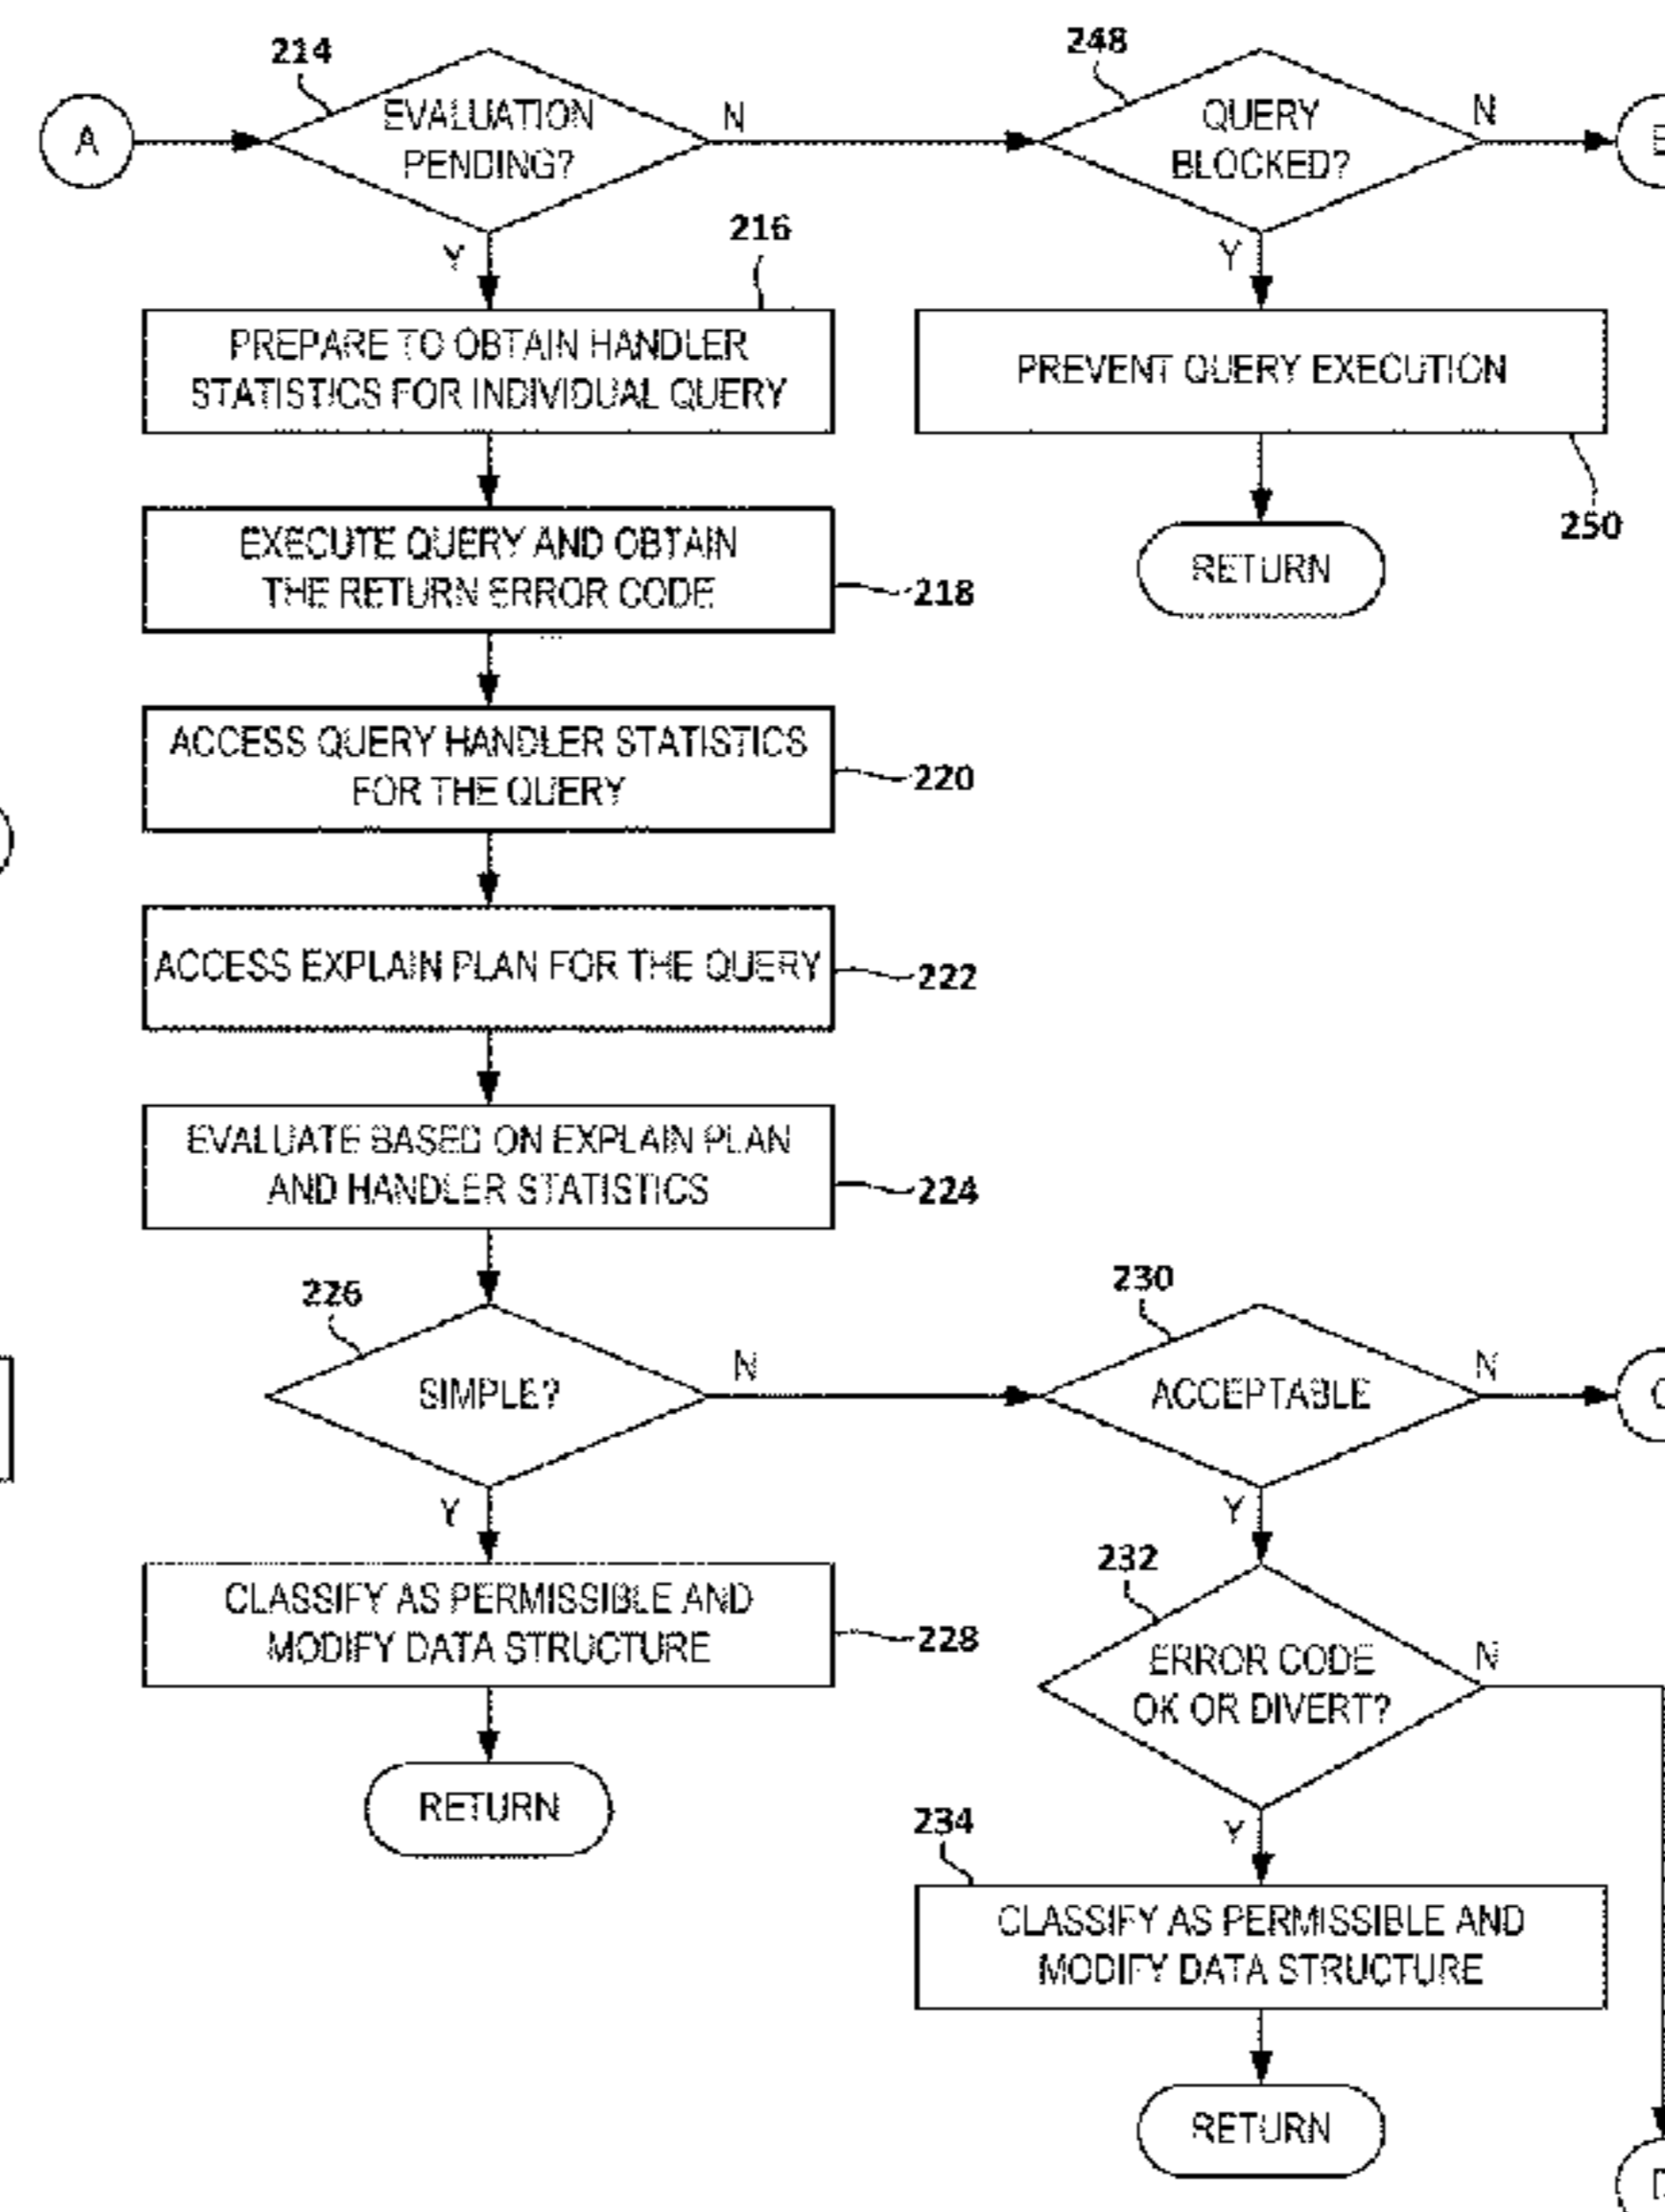 214
248
A
EVALUATION
PENDING?
N
QUERY
BLOCKED?
N
Y
216
Y
PREPARE TO OBTAIN HANDLER
STATISTICS FOR INDIVIDUAL QUERY
PREVENT QUERY EXECUTION
250
EXECUTE QUERY AND OBTAIN
THE RETURN ERROR CODE
218
RETURN
ACCESS QUERY HANDLER STATISTICS
FOR THE QUERY
220
ACCESS EXPLAIN PLAN FOR THE QUERY
222
EVALUATE BASED ON EXPLAIN PLAN
AND HANDLER STATISTICS
224
226
230
SIMPLE?
N
ACCEPTABLE
N
Y
Y
232
CLASSIFY AS PERMISSIBLE AND
MODIFY DATA STRUCTURE
228
ERROR CODE
OK OR DIVERT?
N
RETURN
Y
234
CLASSIFY AS PERMISSIBLE AND
MODIFY DATA STRUCTURE
RETURN